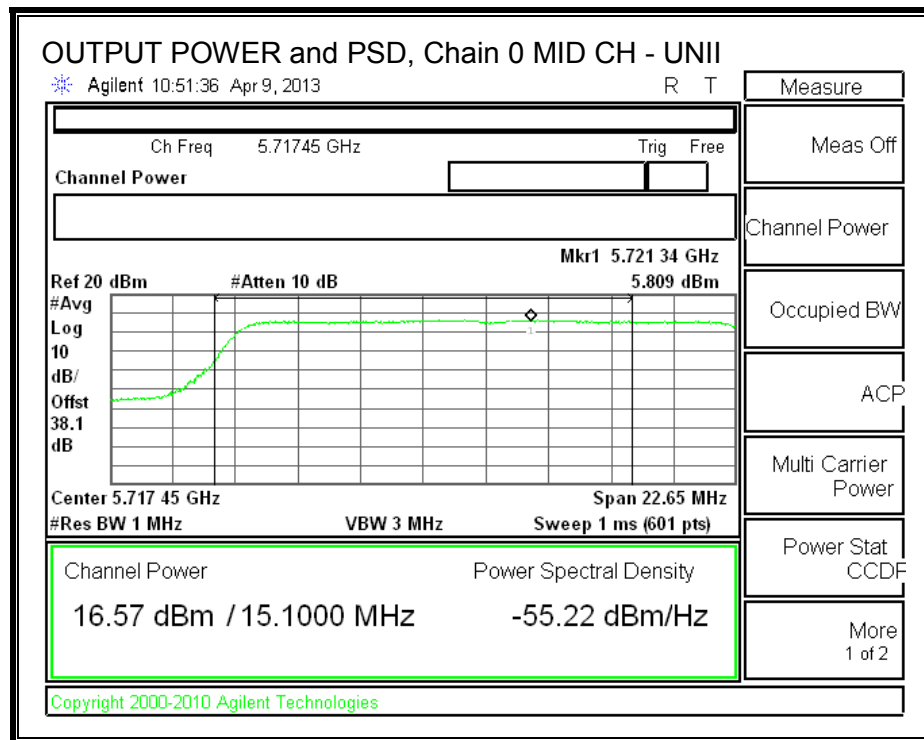 OUTPUT POWER and PSD, Chain 0 MID CH - UNII
Agilent 10:51:36 Apr 9, 2013 R T
Ch Freq 5.71745 GHz Trig Free
Channel Power
Mkr1 5.721 34 GHz
Ref 20 dBm #Atten 10 dB 5.809 dBm
#Avg
Log
10
dB/
Offst
38.1
dB
1
Center 5.717 45 GHz Span 22.65 MHz
#Res BW 1 MHz VBW 3 MHz Sweep 1 ms (601 pts)
Channel Power Power Spectral Density
16.57 dBm / 15.1000 MHz -55.22 dBm/Hz
Copyright 2000-2010 Agilent Technologies
Measure
Meas Off
Channel Power
Occupied BW
ACP
Multi Carrier
Power
Power Stat
CCDF
More
1 of 2